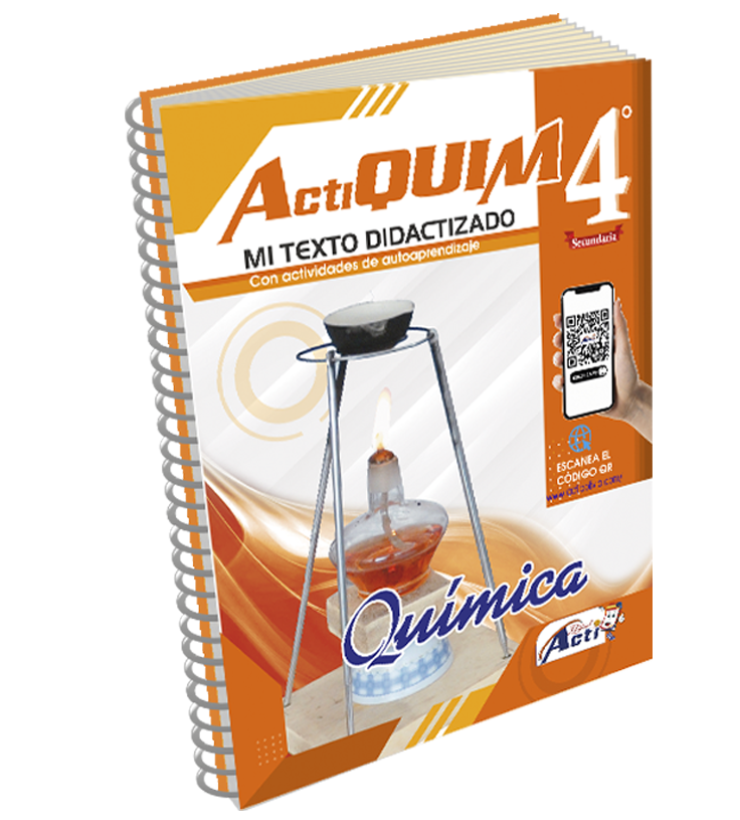 ActiQUIM 4°
Secundaria
MI TEXTO DIDACTIZADO
Con actividades de autoaprendizaje
ESCANEA EL
CÓDIGO QR
Química
Acti